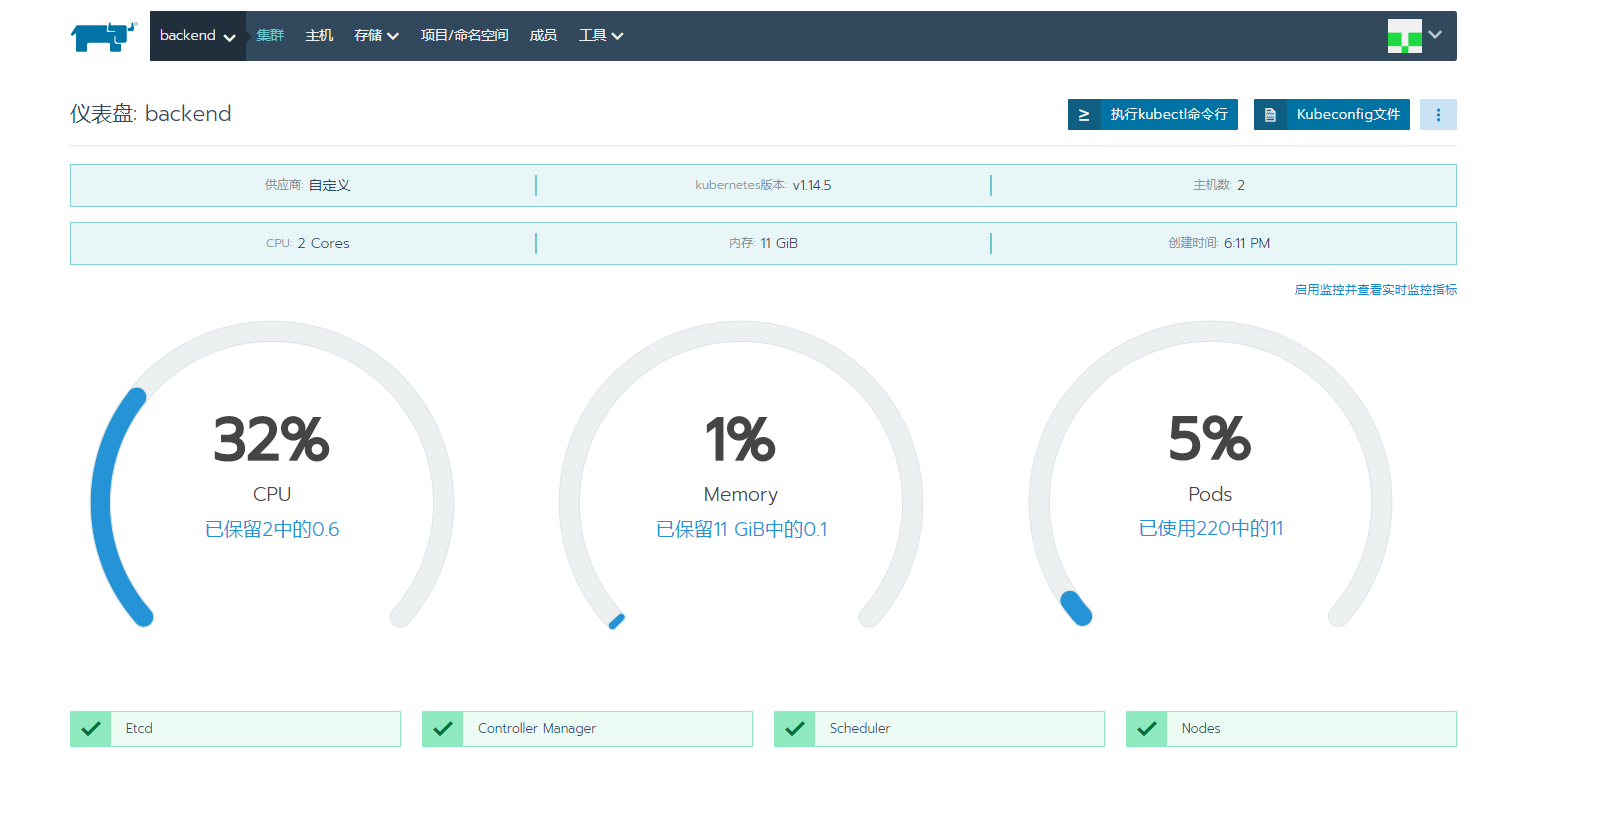 backend 集群 主机 存储 项目/命名空间 成员 工具
仪表盘: backend
执行kubectl命令行 Kubeconfig文件
供应商: 自定义 kubernetes版本: v1.14.5 主机数: 2
CPU: 2 Cores 内存: 11 GiB 创建时间: 6:11 PM
启用监控并查看实时监控指标
32% 1% 5%
CPU Memory Pods
已保留2中的0.6 已保留11 GiB中的0.1 已使用220中的11
Etcd Controller Manager Scheduler Nodes